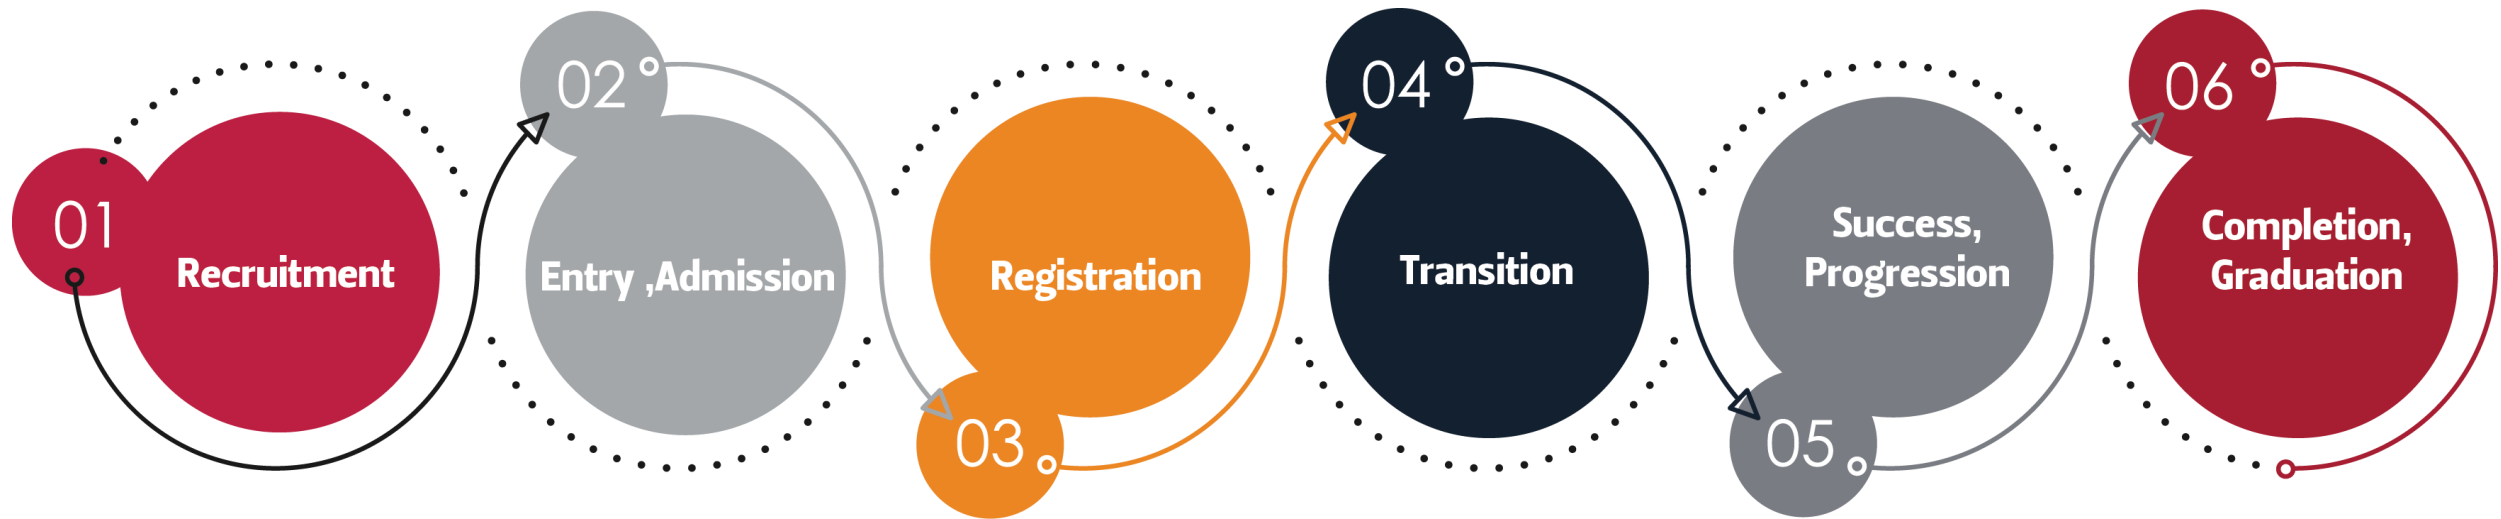 01
Recruitment
02
Entry ,Admission
03
Registration
04
Transition
05
Success,
Progression
06
Completion,
Graduation